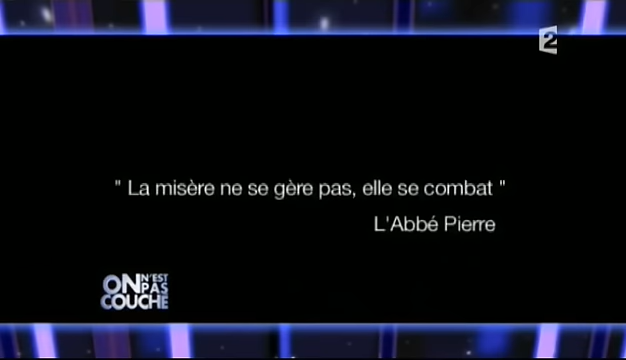 2
" La misère ne se gère pas, elle se combat "
L'Abbé Pierre
ON N'EST
PAS
COUCHÉ